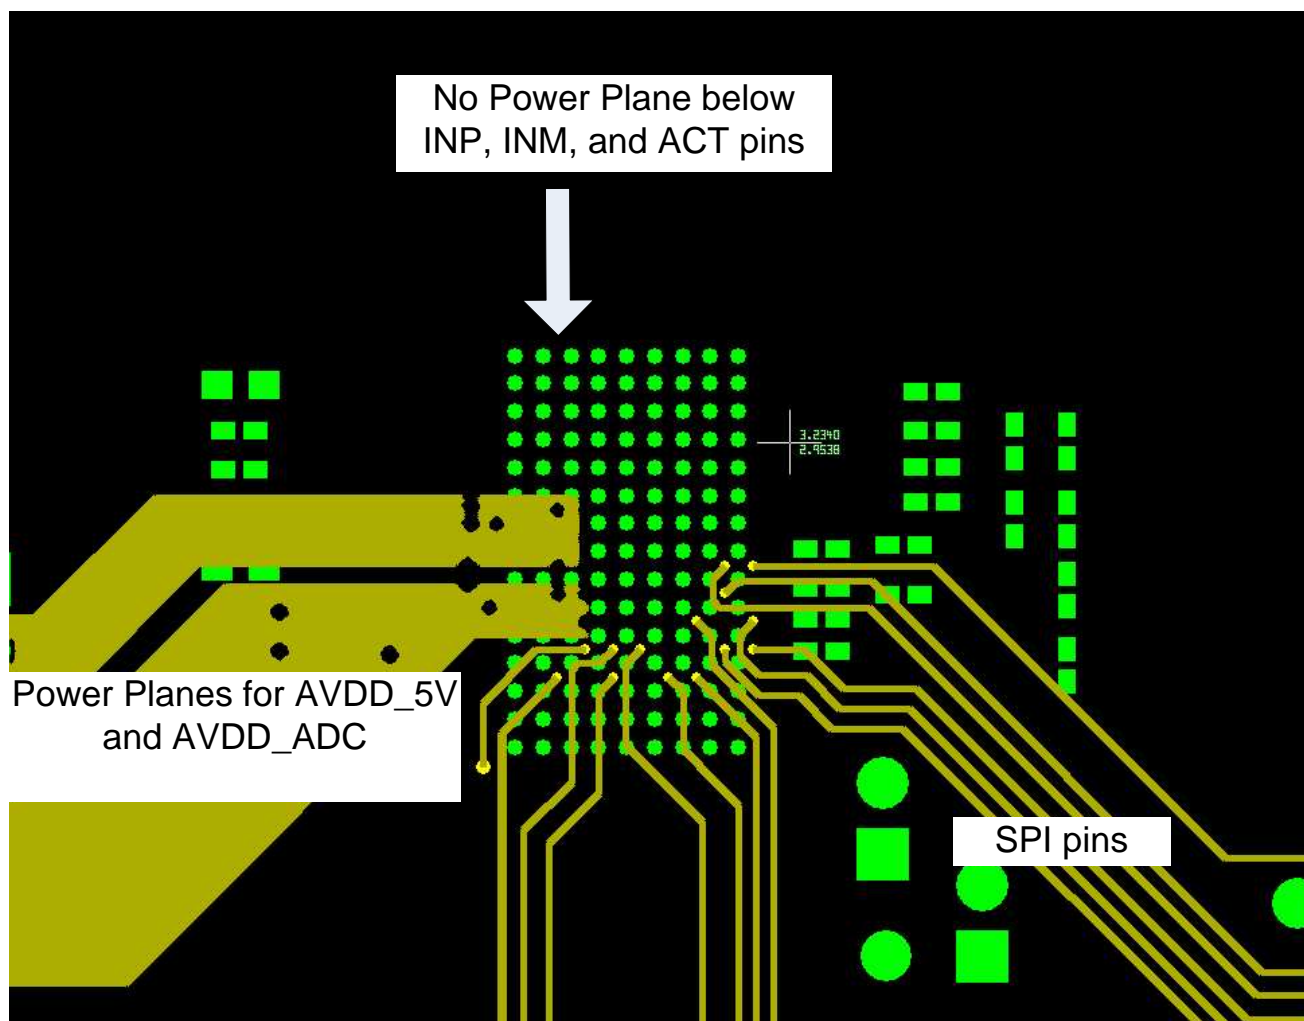 No Power Plane below
INP, INM, and ACT pins
3.2340
2.9538
Power Planes for AVDD_5V
and AVDD_ADC
SPI pins